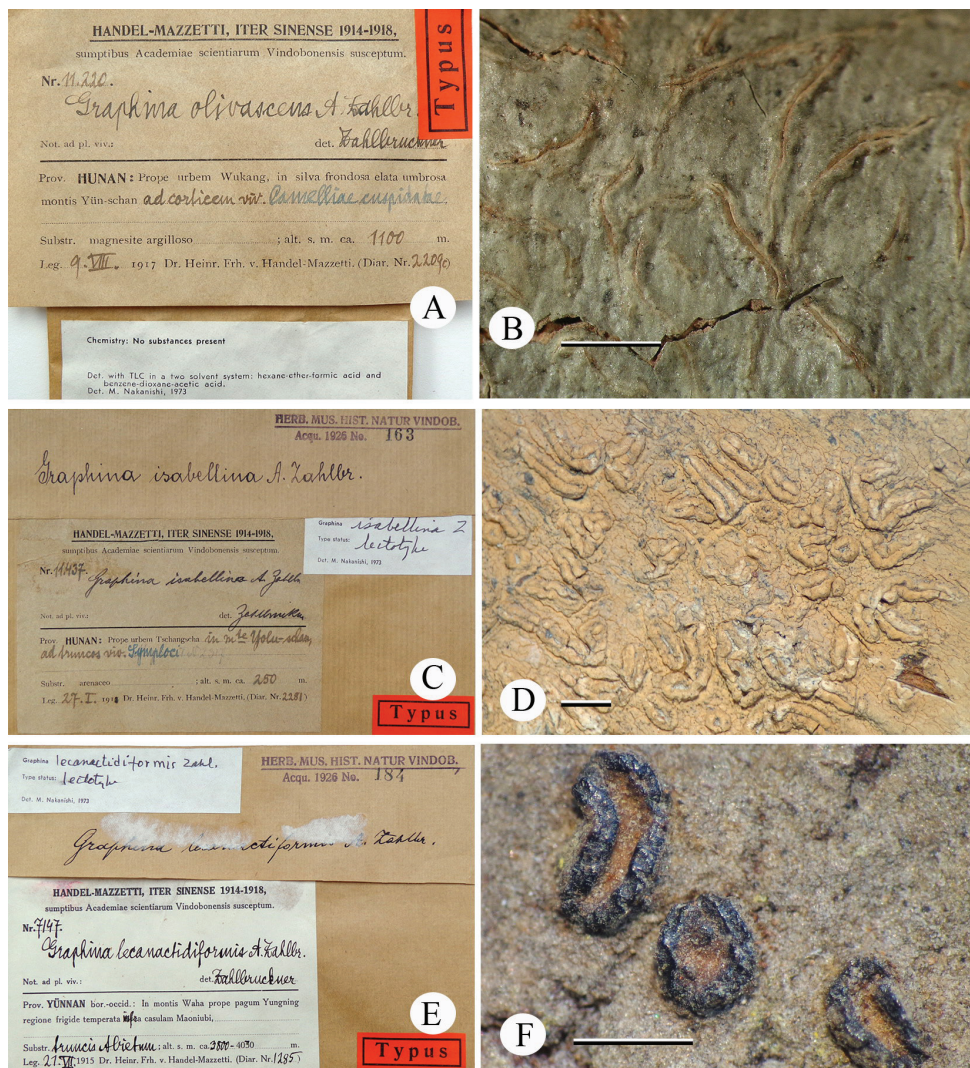 HANDEL-MAZZETTI, ITER SINENSE 1914-1918,
sumptibus Academiae scientiarum Vindobonensis susceptum.
Nr. 11.220.
Graphina olivascens A. Zahlbr.
Typus
Not. ad pl. viv.: det. Zahlbruckner
Prov. HUNAN: Prope urbem Wukang, in silva frondosa elata umbrosa
montis Yün-schan ad corticem viv. Camelliae cuspidatae.
Substr. magnesite argilloso ; alt. s. m. ca. 1100 m.
Leg. 9. VIII. 1917 Dr. Heinr. Frh. v. Handel-Mazzetti. (Diar. Nr. 2209)
A
Chemistry: No substances present
Det. with TLC in a two solvent system: hexane-ether-formic acid and
benzene-dioxane-acetic acid.
Det. M. Nakanishi, 1973
B
HERB. MUS. HIST. NATUR VINDOB.
Acqu. 1926 No. 163
Graphina isabellina A. Zahlbr.
Graphina isabellina Z
Type status: lectotype
Det. M. Nakanishi, 1973
HANDEL-MAZZETTI, ITER SINENSE 1914-1918,
sumptibus Academiae scientiarum Vindobonensis susceptum.
Nr. 11437.
Graphina isabellina A. Zahlbr
Not. ad pl. viv.: det. Zahlbruckner
Prov. HUNAN: Prope urbem Tschangscha in mte Yolu-schan,
ad truncos viv. Symploci
Substr. arenaceo ; alt. s. m. ca. 250 m.
Leg. 27. I. 1918 Dr. Heinr. Frh. v. Handel-Mazzetti. (Diar. Nr. 2281)
C
Typus
D
Graphina lecanactidiformis Zahl.
Type status: lectotype
Det. M. Nakanishi, 1973
HERB. MUS. HIST. NATUR VINDOB.
Acqu. 1926 No. 184
Graphina lecanactiformis A. Zahlbr.
HANDEL-MAZZETTI, ITER SINENSE 1914-1918,
sumptibus Academiae scientiarum Vindobonensis susceptum.
Nr. 7147.
Graphina lecanactidiformis A. Zahlbr.
Not. ad pl. viv.: det. Zahlbruckner
Prov. YÜNNAN bor.-occid.: In montis Waha prope pagum Yungning
regione frigide temperata infra casulam Maoniubi,
Substr. truncis Abietum ; alt. s. m. ca. 3800 - 4030 m.
Leg. 21. VII. 1915 Dr. Heinr. Frh. v. Handel-Mazzetti. (Diar. Nr. 1285)
E
Typus
F